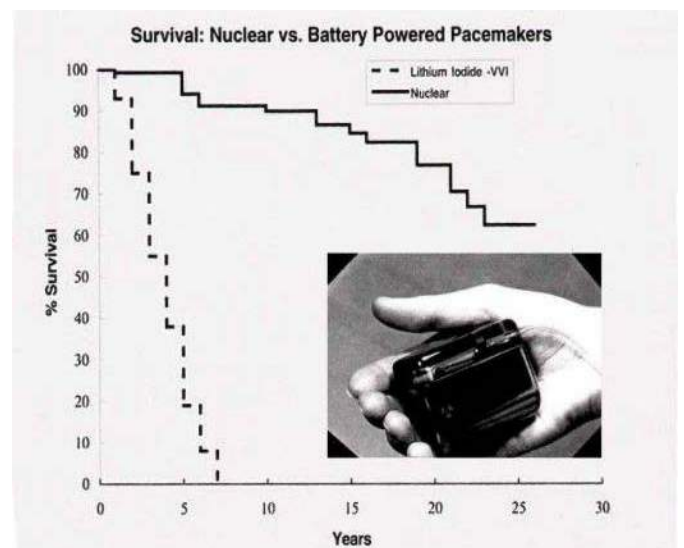 Survival: Nuclear vs. Battery Powered Pacemakers
Lithium Iodide -VVI
Nuclear
100
90
80
70
60
50
40
30
20
10
0
% Survival
0 5 10 15 20 25 30
Years